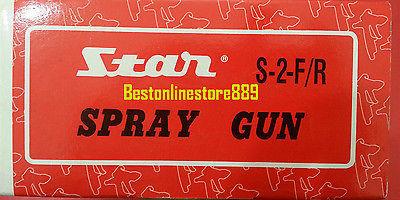 Star® S-2-F/R
Bestonlinestore889
SPRAY GUN